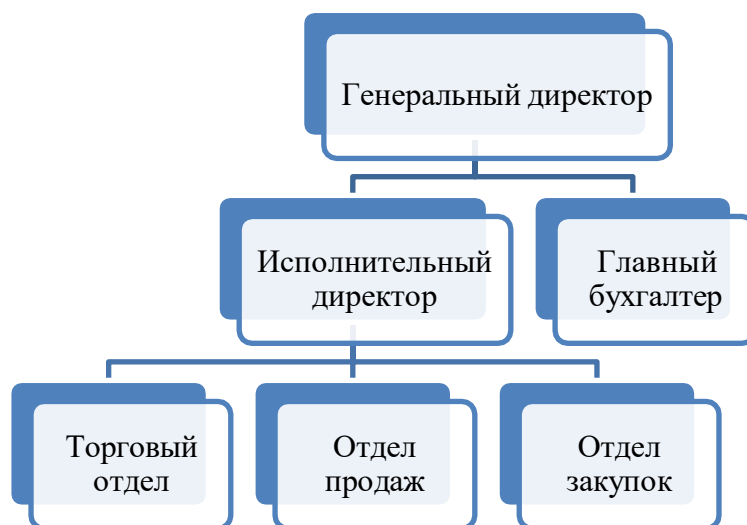 Генеральный директор
Исполнительный
директор
Главный
бухгалтер
Торговый
отдел
Отдел
продаж
Отдел
закупок